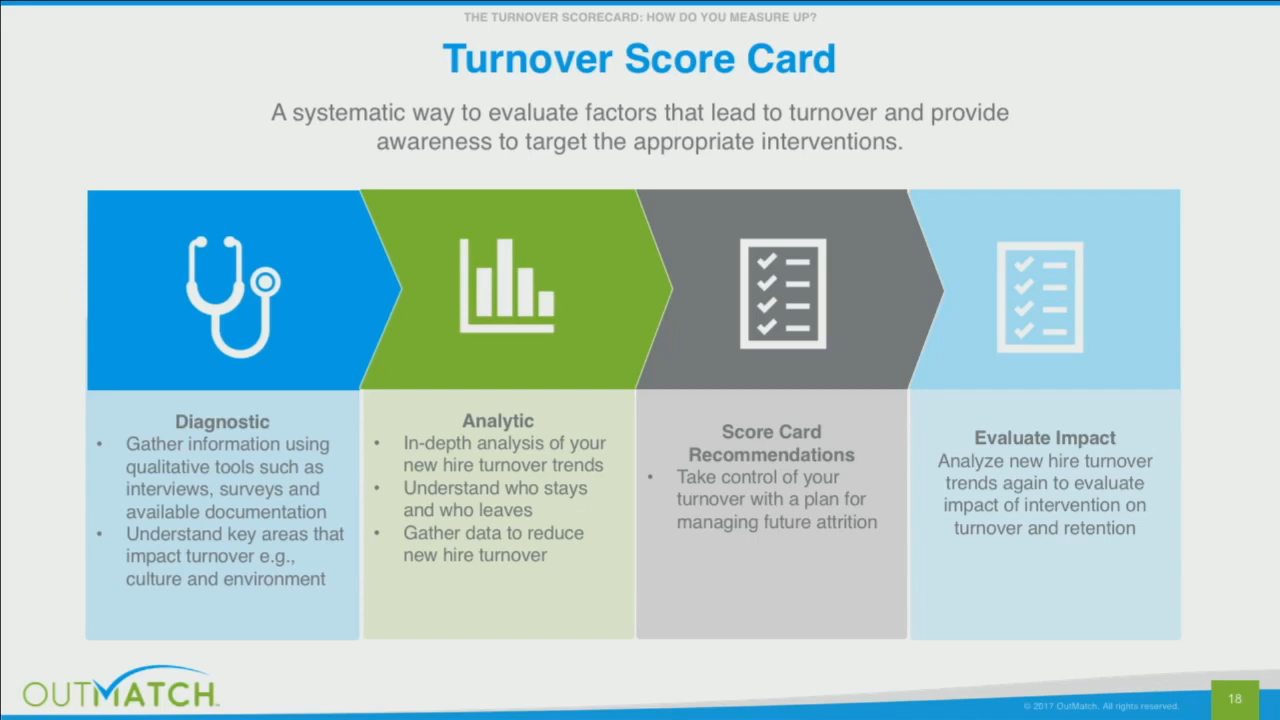 THE TURNOVER SCORECARD: HOW DO YOU MEASURE UP?
Turnover Score Card
A systematic way to evaluate factors that lead to turnover and provide
awareness to target the appropriate interventions.
Diagnostic
• Gather information using
qualitative tools such as
interviews, surveys and
available documentation
• Understand key areas that
impact turnover e.g.,
culture and environment
Analytic
• In-depth analysis of your
new hire turnover trends
• Understand who stays
and who leaves
• Gather data to reduce
new hire turnover
Score Card
Recommendations
• Take control of your
turnover with a plan for
managing future attrition
Evaluate Impact
Analyze new hire turnover
trends again to evaluate
impact of intervention on
turnover and retention
OUTMATCH™
© 2017 OutMatch. All rights reserved.
18